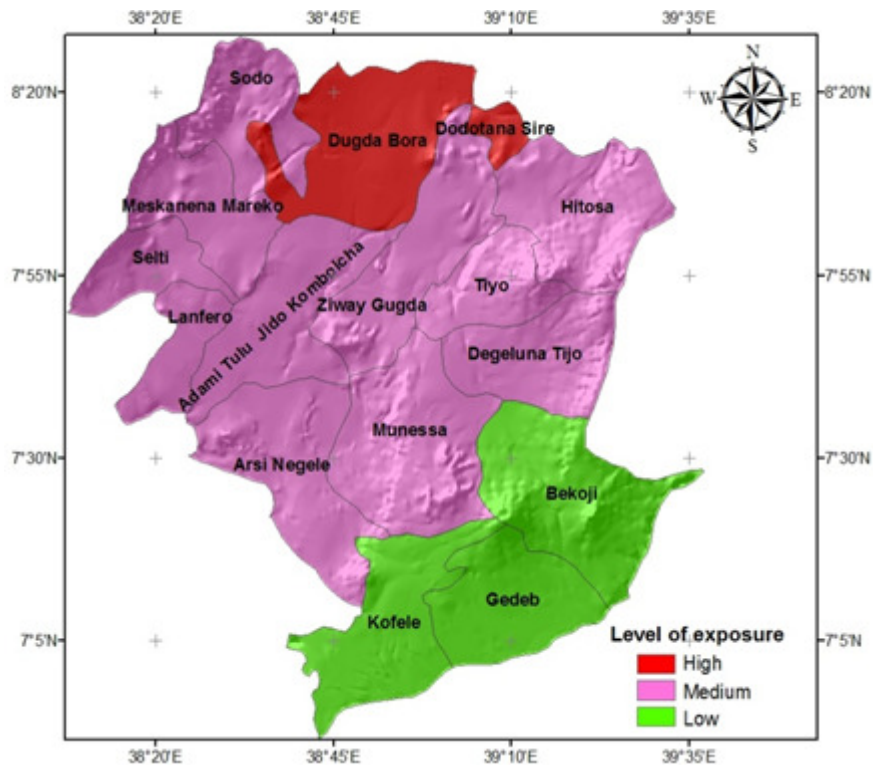 38°20'E 38°45'E 39°10'E 39°35'E
8°20'N 8°20'N
7°55'N 7°55'N
7°30'N 7°30'N
7°5'N 7°5'N
N
W E
S
Sodo
Dugda Bora
Dodotana Sire
Meskanena Mareko
Hitosa
Selti
Tiyo
Lanfero
Adami Tulu Jido Kombolcha
Ziway Gugda
Degeluna Tijo
Munessa
Arsi Negele
Bekoji
Gedeb
Kofele
Level of exposure
High
Medium
Low
38°20'E 38°45'E 39°10'E 39°35'E